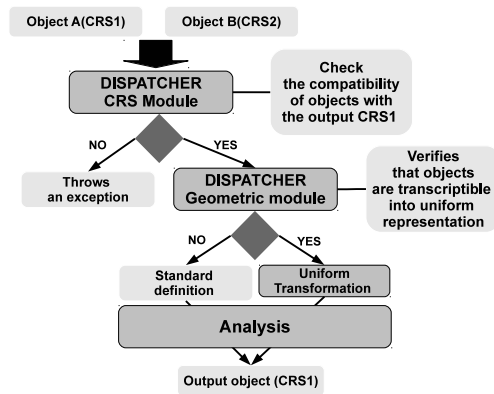 Object A(CRS1)
Object B(CRS2)
DISPATCHER
CRS Module
Check
the compatibility
of objects with
the output CRS1
NO
YES
Throws
an exception
DISPATCHER
Geometric module
Verifies
that objects
are transcriptible
into uniform
representation
NO
YES
Standard
definition
Uniform
Transformation
Analysis
Output object (CRS1)